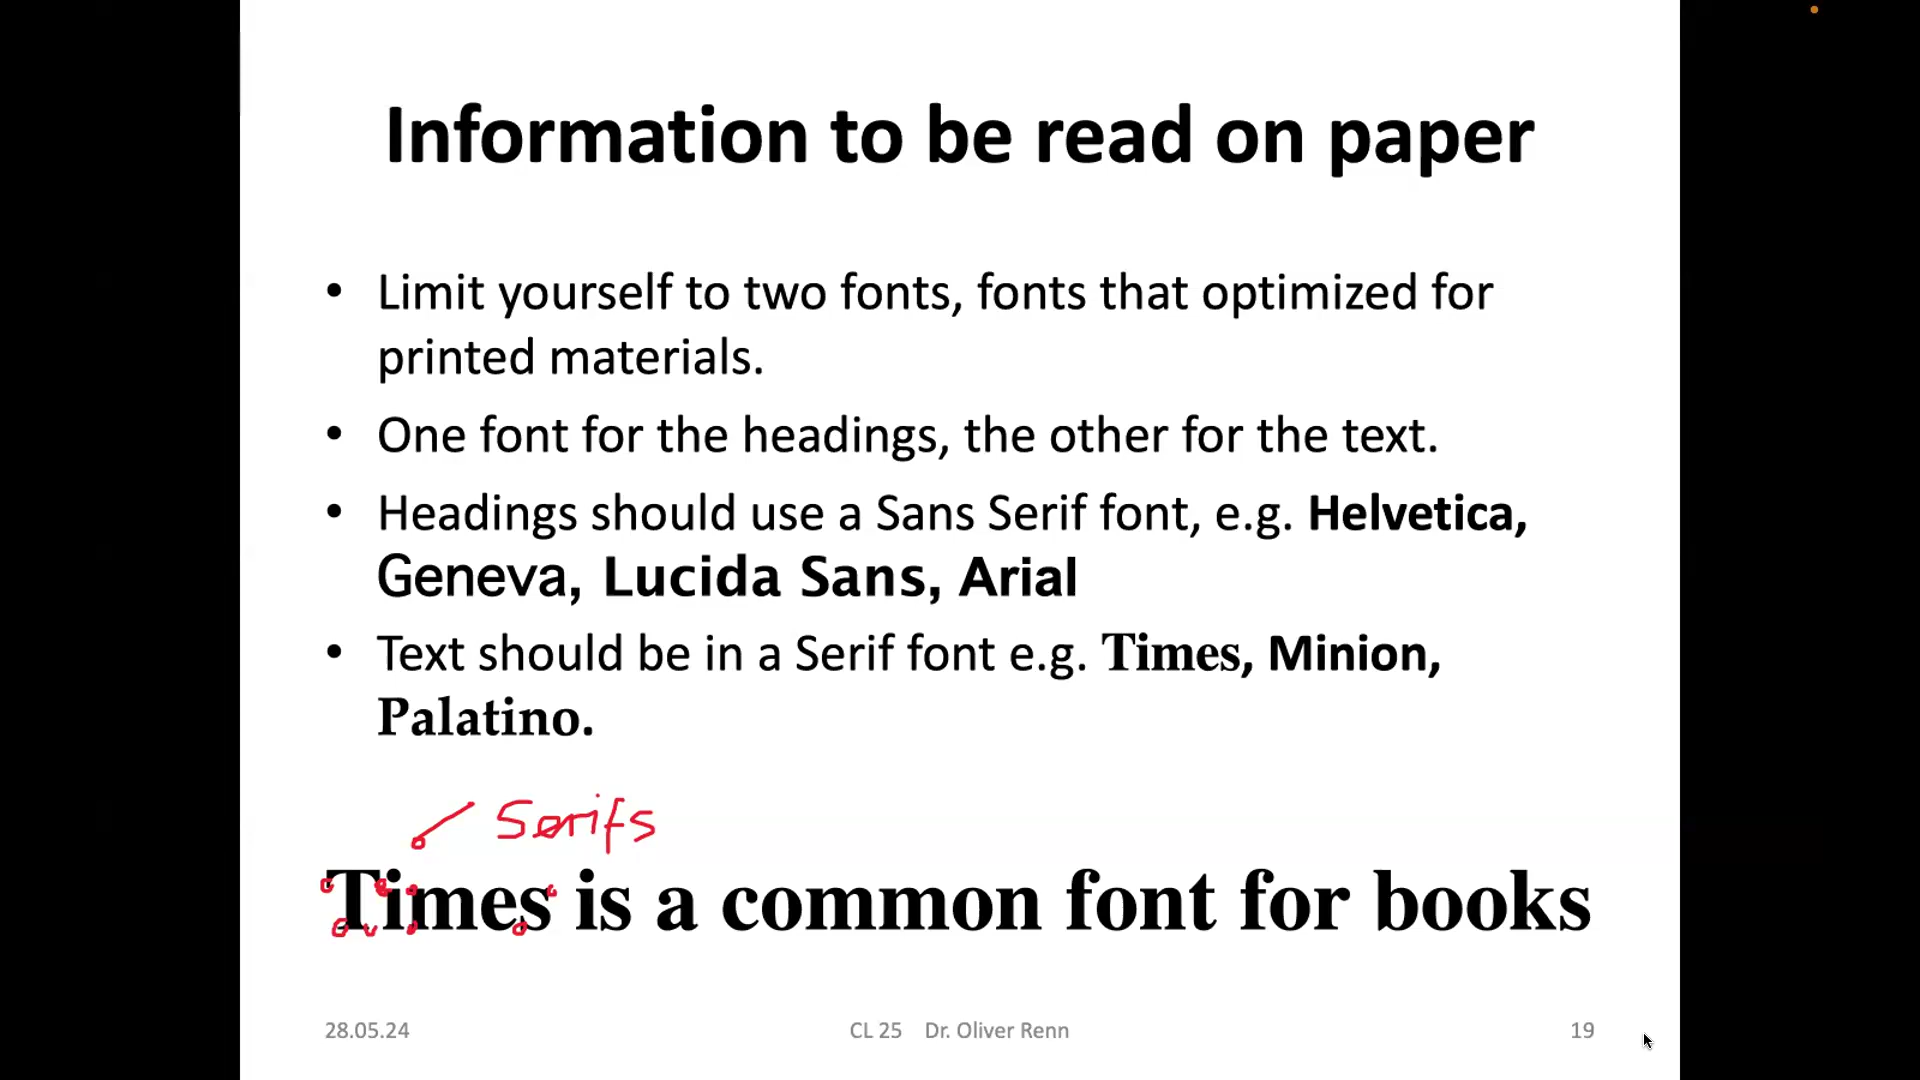 Information to be read on paper
• Limit yourself to two fonts, fonts that optimized for
printed materials.
• One font for the headings, the other for the text.
• Headings should use a Sans Serif font, e.g. Helvetica,
Geneva, Lucida Sans, Arial
• Text should be in a Serif font e.g. Times, Minion,
Palatino.
Serifs
Times is a common font for books
28.05.24 CL 25 Dr. Oliver Renn 19